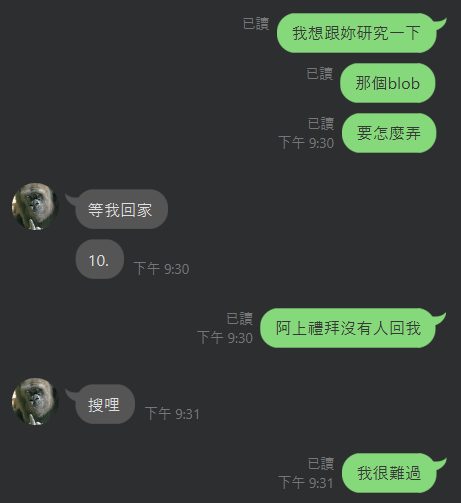 已讀
我想跟妳研究一下
已讀
那個blob
已讀
下午 9:30
要怎麼弄
等我回家
10.
下午 9:30
已讀
下午 9:30
阿上禮拜沒有人回我
搜哩
下午 9:31
已讀
下午 9:31
我很難過